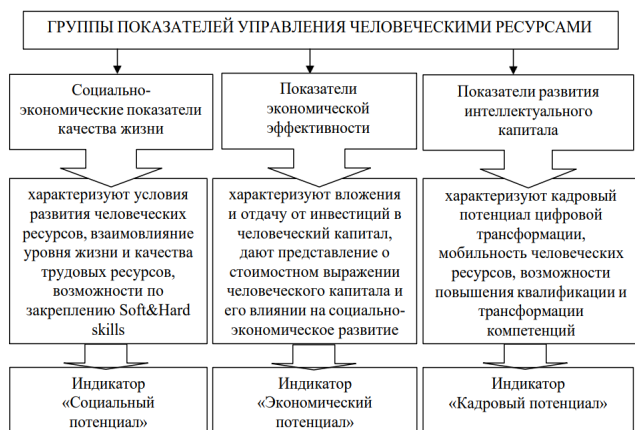 ГРУППЫ ПОКАЗАТЕЛЕЙ УПРАВЛЕНИЯ ЧЕЛОВЕЧЕСКИМИ РЕСУРСАМИ
Социально-
экономические показатели
качества жизни
Показатели
экономической
эффективности
Показатели развития
интеллектуального
капитала
характеризуют условия
развития человеческих
ресурсов, взаимовлияние
уровня жизни и качества
трудовых ресурсов,
возможности по
закреплению Soft&Hard
skills
характеризуют вложения
и отдачу от инвестиций в
человеческий капитал,
дают представление о
стоимостном выражении
человеческого капитала и
его влиянии на социально-
экономическое развитие
характеризуют кадровый
потенциал цифровой
трансформации,
мобильность человеческих
ресурсов, возможности
повышения квалификации и
трансформации
компетенций
Индикатор
«Социальный
потенциал»
Индикатор
«Экономический
потенциал»
Индикатор
«Кадровый потенциал»